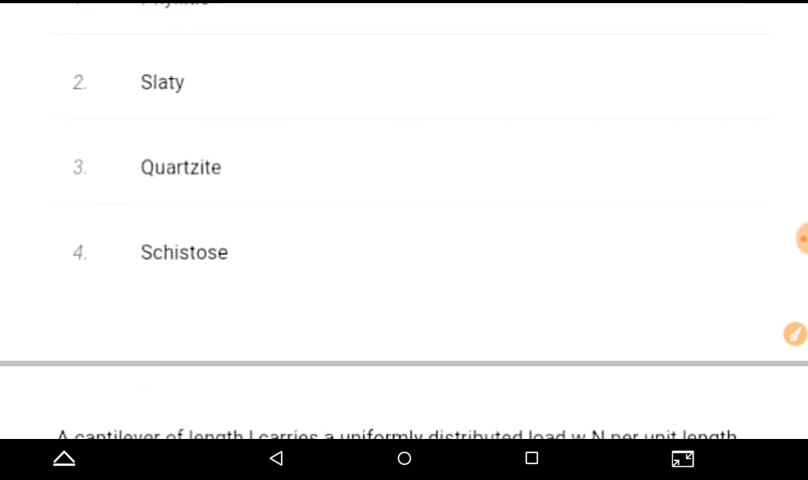 2. Slaty
3. Quartzite
4. Schistose
A cantilever of length l carries a uniformly distributed load w N per unit length